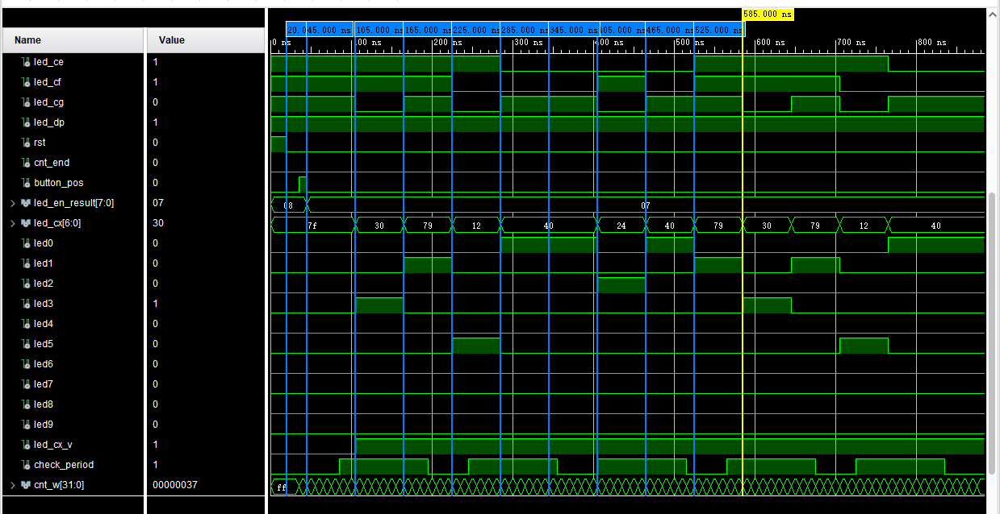 585.000 ns
20.0 45.000 ns 105.000 ns 165.000 ns 225.000 ns 285.000 ns 345.000 ns 405.000 ns 465.000 ns 525.000 ns
Name Value
0 ns 100 ns 200 ns 300 ns 400 ns 500 ns 600 ns 700 ns 800 ns
led_ce 1
led_cf 1
led_cg 0
led_dp 1
rst 0
cnt_end 0
button_pos 0
led_en_result[7:0] 07 08 07
led_cx[6:0] 30 7f 30 79 12 40 24 40 79 30 79 12 40
led0 0
led1 0
led2 0
led3 1
led4 0
led5 0
led6 0
led7 0
led8 0
led9 0
led_cx_v 1
check_period 1
cnt_w[31:0] 00000037 ff